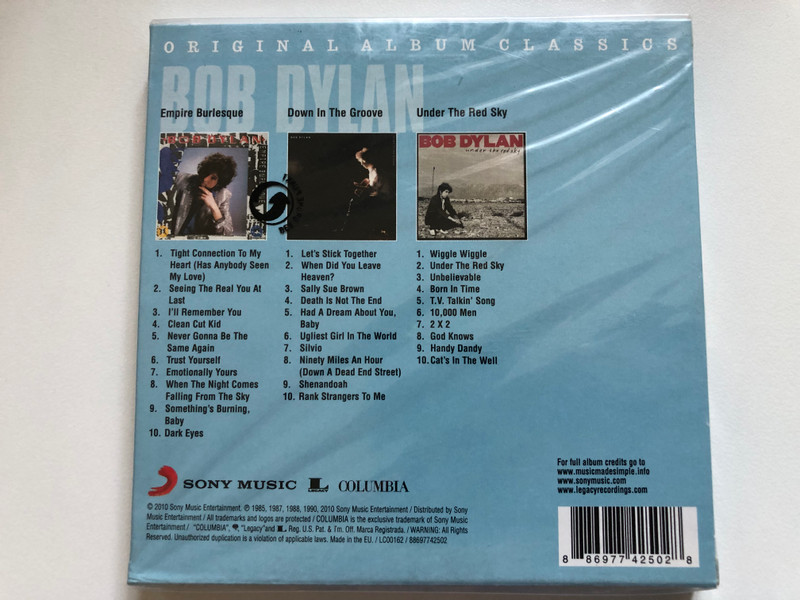 ORIGINAL ALBUM CLASSICS
BOB DYLAN
Empire Burlesque
Down In The Groove
Under The Red Sky
BOB DYLAN
BOB DYLAN
BOB DYLAN
under the red sky
1. Tight Connection To My
Heart (Has Anybody Seen
My Love)
2. Seeing The Real You At
Last
3. I'll Remember You
4. Clean Cut Kid
5. Never Gonna Be The
Same Again
6. Trust Yourself
7. Emotionally Yours
8. When The Night Comes
Falling From The Sky
9. Something's Burning,
Baby
10. Dark Eyes
1. Let's Stick Together
2. When Did You Leave
Heaven?
3. Sally Sue Brown
4. Death Is Not The End
5. Had A Dream About You,
Baby
6. Ugliest Girl In The World
7. Silvio
8. Ninety Miles An Hour
(Down A Dead End Street)
9. Shenandoah
10. Rank Strangers To Me
1. Wiggle Wiggle
2. Under The Red Sky
3. Unbelievable
4. Born In Time
5. T.V. Talkin' Song
6. 10,000 Men
7. 2 X 2
8. God Knows
9. Handy Dandy
10. Cat's In The Well
For full album credits go to
www.musicmadesimple.info
www.sonymusic.com
www.legacyrecordings.com
SONY MUSIC
L
LEGACY
COLUMBIA
© 2010 Sony Music Entertainment. ℗ 1985, 1987, 1988, 1990, 2010 Sony Music Entertainment / Distributed by Sony
Music Entertainment / All trademarks and logos are protected / COLUMBIA is the exclusive trademark of Sony Music
Entertainment / "COLUMBIA", , "Legacy"and L Reg. U.S. Pat. & Tm. Off. Marca Registrada. / WARNING: All Rights
Reserved. Unauthorized duplication is a violation of applicable laws. Made in the EU. / LC00162 / 88697742502
8 86977 42502 8